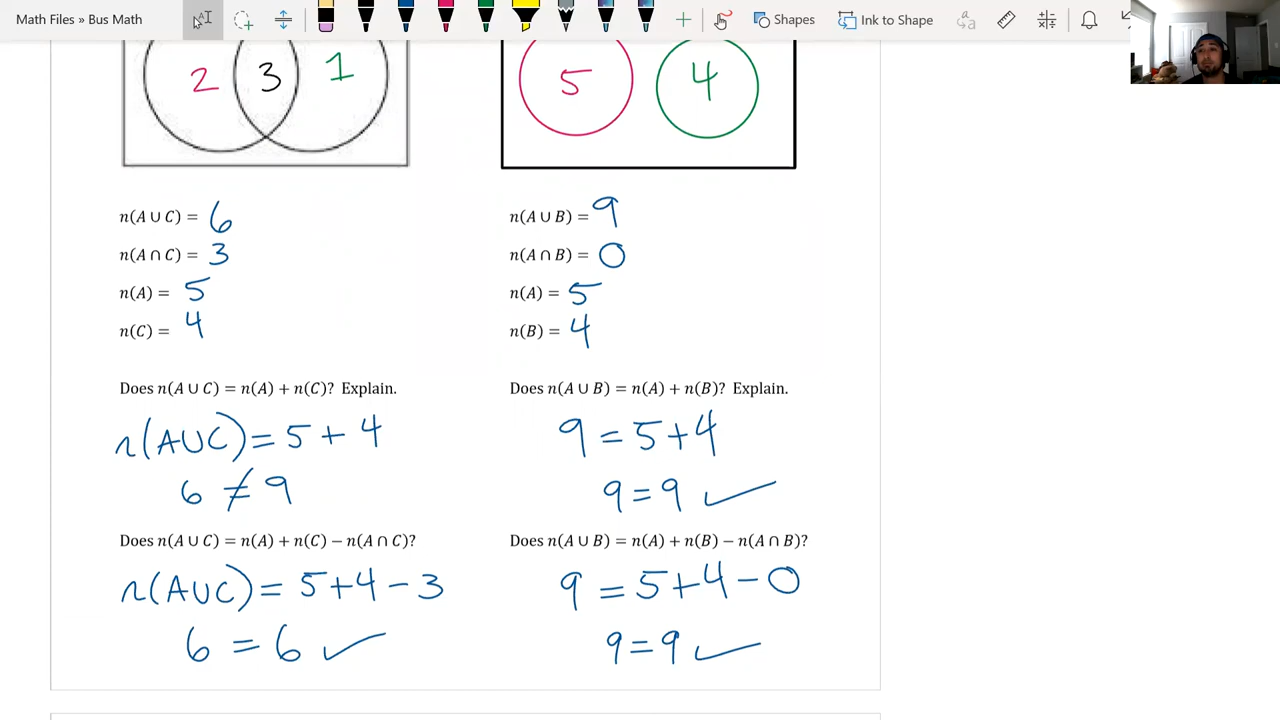 Math Files » Bus Math
Shapes
Ink to Shape
2 3 1
5 4
n(A ∪ C) = 6
n(A ∩ C) = 3
n(A) = 5
n(C) = 4
Does n(A ∪ C) = n(A) + n(C)? Explain.
n(A∪C) = 5 + 4
6 ≠ 9
Does n(A ∪ C) = n(A) + n(C) − n(A ∩ C)?
n(A∪C) = 5+4 − 3
6 = 6 ✓
n(A ∪ B) = 9
n(A ∩ B) = 0
n(A) = 5
n(B) = 4
Does n(A ∪ B) = n(A) + n(B)? Explain.
9 = 5+4
9 = 9 ✓
Does n(A ∪ B) = n(A) + n(B) − n(A ∩ B)?
9 = 5+4 − 0
9 = 9 ✓